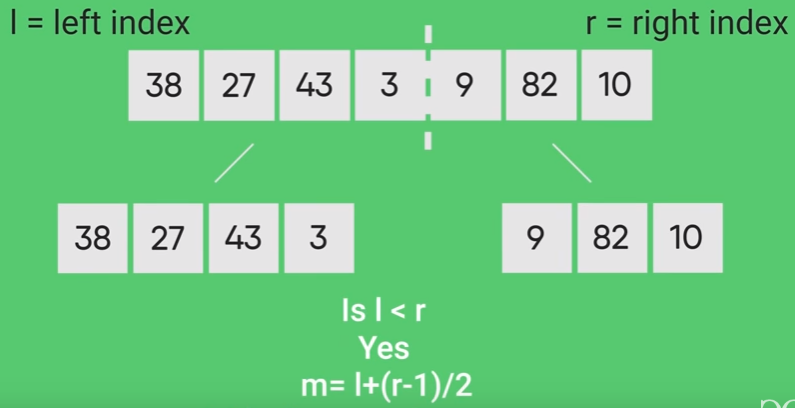 l = left index
r = right index
38 27 43 3 9 82 10
38 27 43 3
9 82 10
Is l < r
Yes
m= l+(r-1)/2